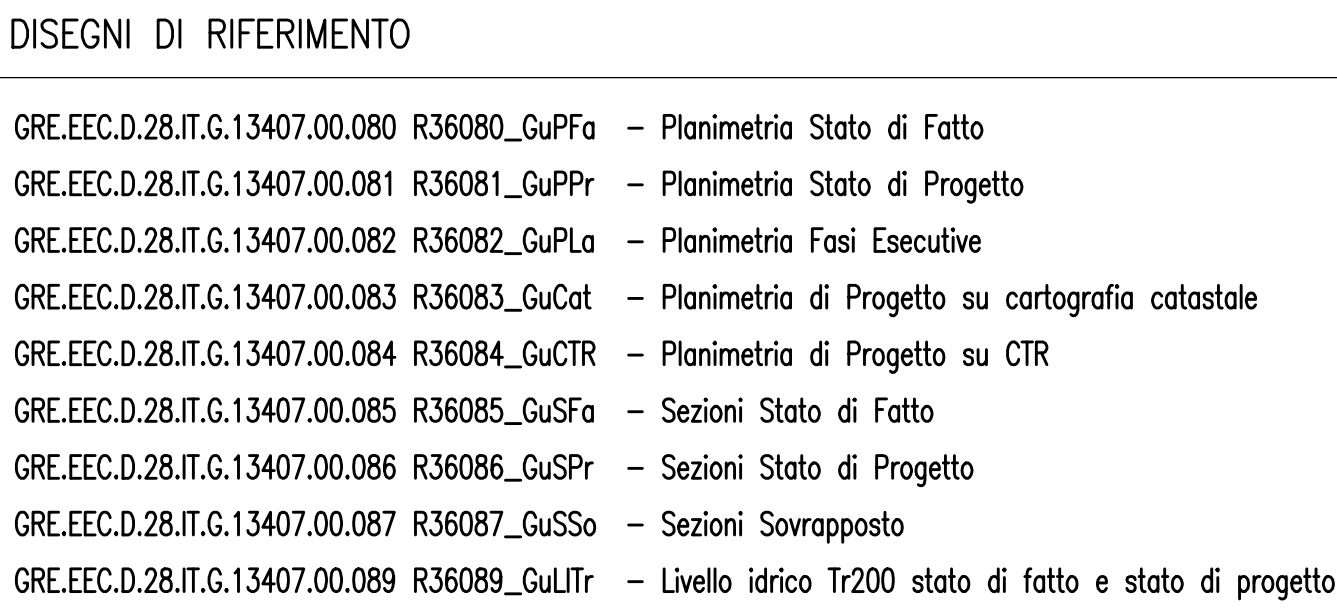 DISEGNI DI RIFERIMENTO
GRE.EEC.D.28.IT.G.13407.00.080 R36080_GuPFa – Planimetria Stato di Fatto
GRE.EEC.D.28.IT.G.13407.00.081 R36081_GuPPr – Planimetria Stato di Progetto
GRE.EEC.D.28.IT.G.13407.00.082 R36082_GuPLa – Planimetria Fasi Esecutive
GRE.EEC.D.28.IT.G.13407.00.083 R36083_GuCat – Planimetria di Progetto su cartografia catastale
GRE.EEC.D.28.IT.G.13407.00.084 R36084_GuCTR – Planimetria di Progetto su CTR
GRE.EEC.D.28.IT.G.13407.00.085 R36085_GuSFa – Sezioni Stato di Fatto
GRE.EEC.D.28.IT.G.13407.00.086 R36086_GuSPr – Sezioni Stato di Progetto
GRE.EEC.D.28.IT.G.13407.00.087 R36087_GuSSo – Sezioni Sovrapposto
GRE.EEC.D.28.IT.G.13407.00.089 R36089_GuLITr – Livello idrico Tr200 stato di fatto e stato di progetto